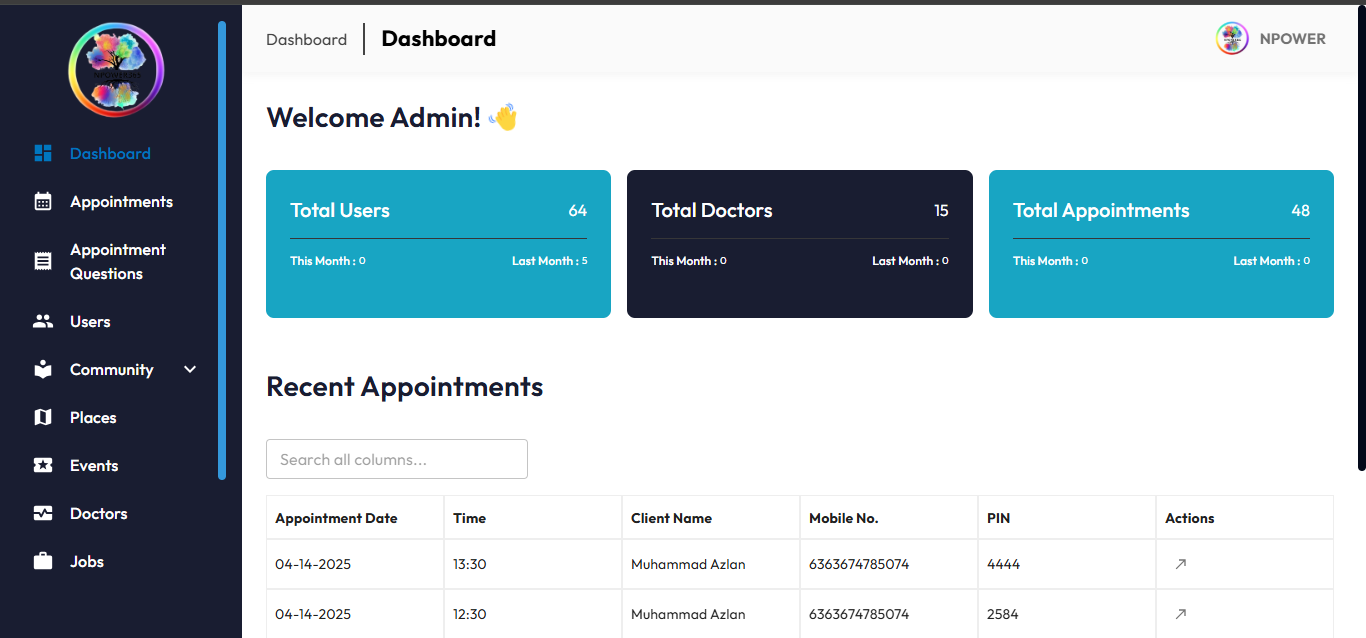 Dashboard
Appointments
Appointment
Questions
Users
Community
Places
Events
Doctors
Jobs
Dashboard Dashboard
NPOWER
Welcome Admin!
Total Users 64
This Month : 0 Last Month : 5
Total Doctors 15
This Month : 0 Last Month : 0
Total Appointments 48
This Month : 0 Last Month : 0
Recent Appointments
Search all columns...
Appointment Date Time Client Name Mobile No. PIN Actions
04-14-2025 13:30 Muhammad Azlan 6363674785074 4444
04-14-2025 12:30 Muhammad Azlan 6363674785074 2584